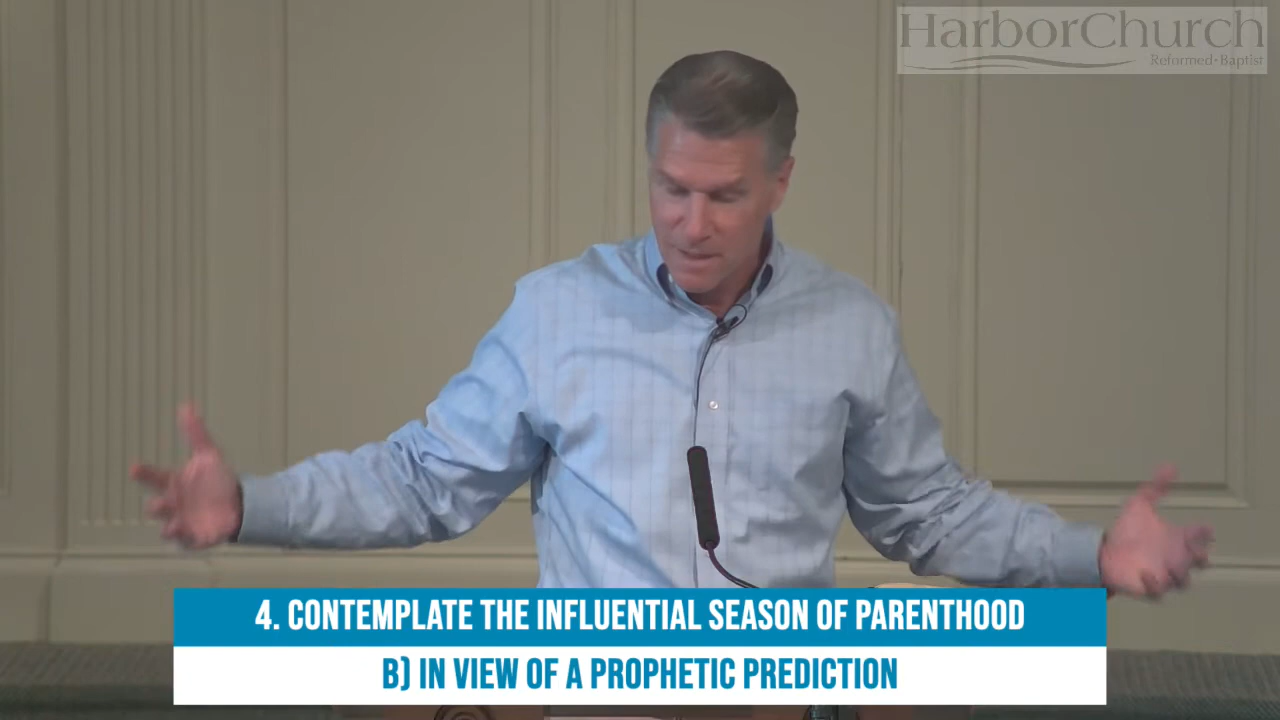 HarborChurch
Reformed•Baptist
4. CONTEMPLATE THE INFLUENTIAL SEASON OF PARENTHOOD
B) IN VIEW OF A PROPHETIC PREDICTION